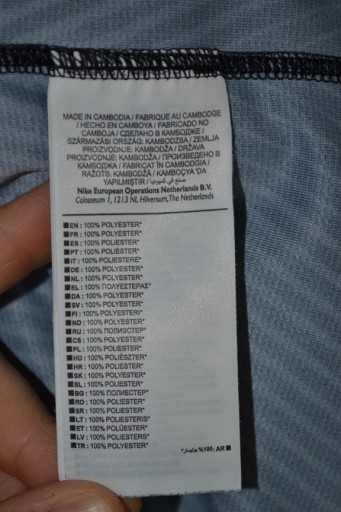 MADE IN CAMBODIA / FABRIQUE AU CAMBODGE
/ HECHO EN CAMBOYA / FABRICADO NO
CAMBOJA / СДЕЛАНО В КАМБОДЖЕ /
SZÁRMAZÁSI ORSZÁG: KAMBODZSA / ZEMLJA
PROIZVODNJE: KAMBODŽA / DRŽAVA
PROIZVODNJE: KAMBODŽA / ПРОИЗВЕДЕНО В
КАМБОДЖА / FABRICAT ÎN CAMBODGIA /
RAŽOTS: KAMBODŽĀ / KAMBOÇYA 'DA
YAPILMIŞTIR / صنع في كمبوديا
Nike European Operations Netherlands B.V.
Colosseum 1, 1213 NL Hilversum, The Netherlands
EN : 100% POLYESTER*
FR : 100% POLYESTER*
ES : 100% POLIÉSTER*
PT : 100% POLIÉSTER*
IT : 100% POLIESTERE*
DE : 100% POLYESTER*
NL : 100% POLYESTER*
EL : 100% ΠΟΛΥΕΣΤΕΡΑΣ*
DA : 100% POLYESTER*
SV : 100% POLYESTER*
FI : 100% POLYESTERI*
NO : 100% POLYESTER*
RU : 100% ПОЛИЭСТЕР*
CS : 100% POLYESTER*
PL : 100% POLIESTER*
HU : 100% POLIÉSZTER*
HR : 100% POLIESTER*
SK : 100% POLYESTER*
SL : 100% POLIESTER*
BG : 100% ПОЛИЕСТЕР*
RO : 100% POLIESTER*
SR : 100% POLIESTER*
LT : 100% POLIESTERIS*
ET : 100% POLÜESTER*
LV : 100% POLIESTERS*
TR : 100% POLYESTER*
AR : 100% بوليستر*